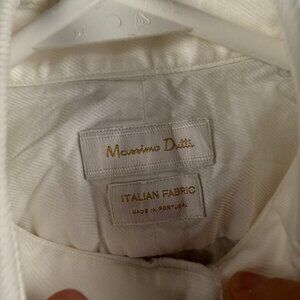 Massimo Dutti
ITALIAN FABRIC
MADE IN PORTUGAL